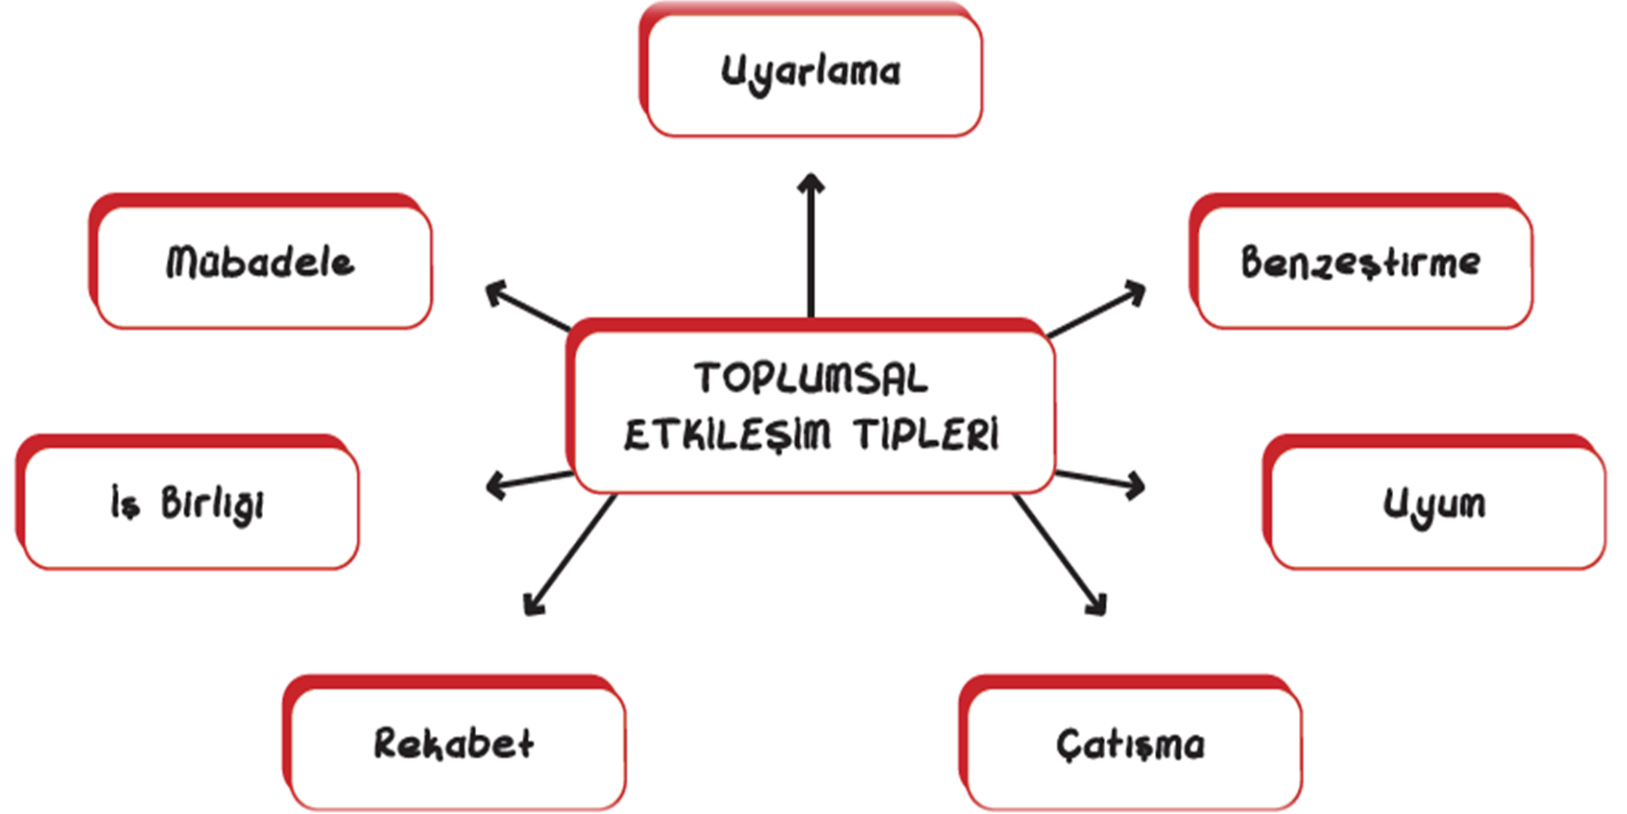 Uyarlama
Mübadele
Benzeştirme
TOPLUMSAL
ETKİLEŞİM TİPLERİ
İş Birliği
Uyum
Rekabet
Çatışma